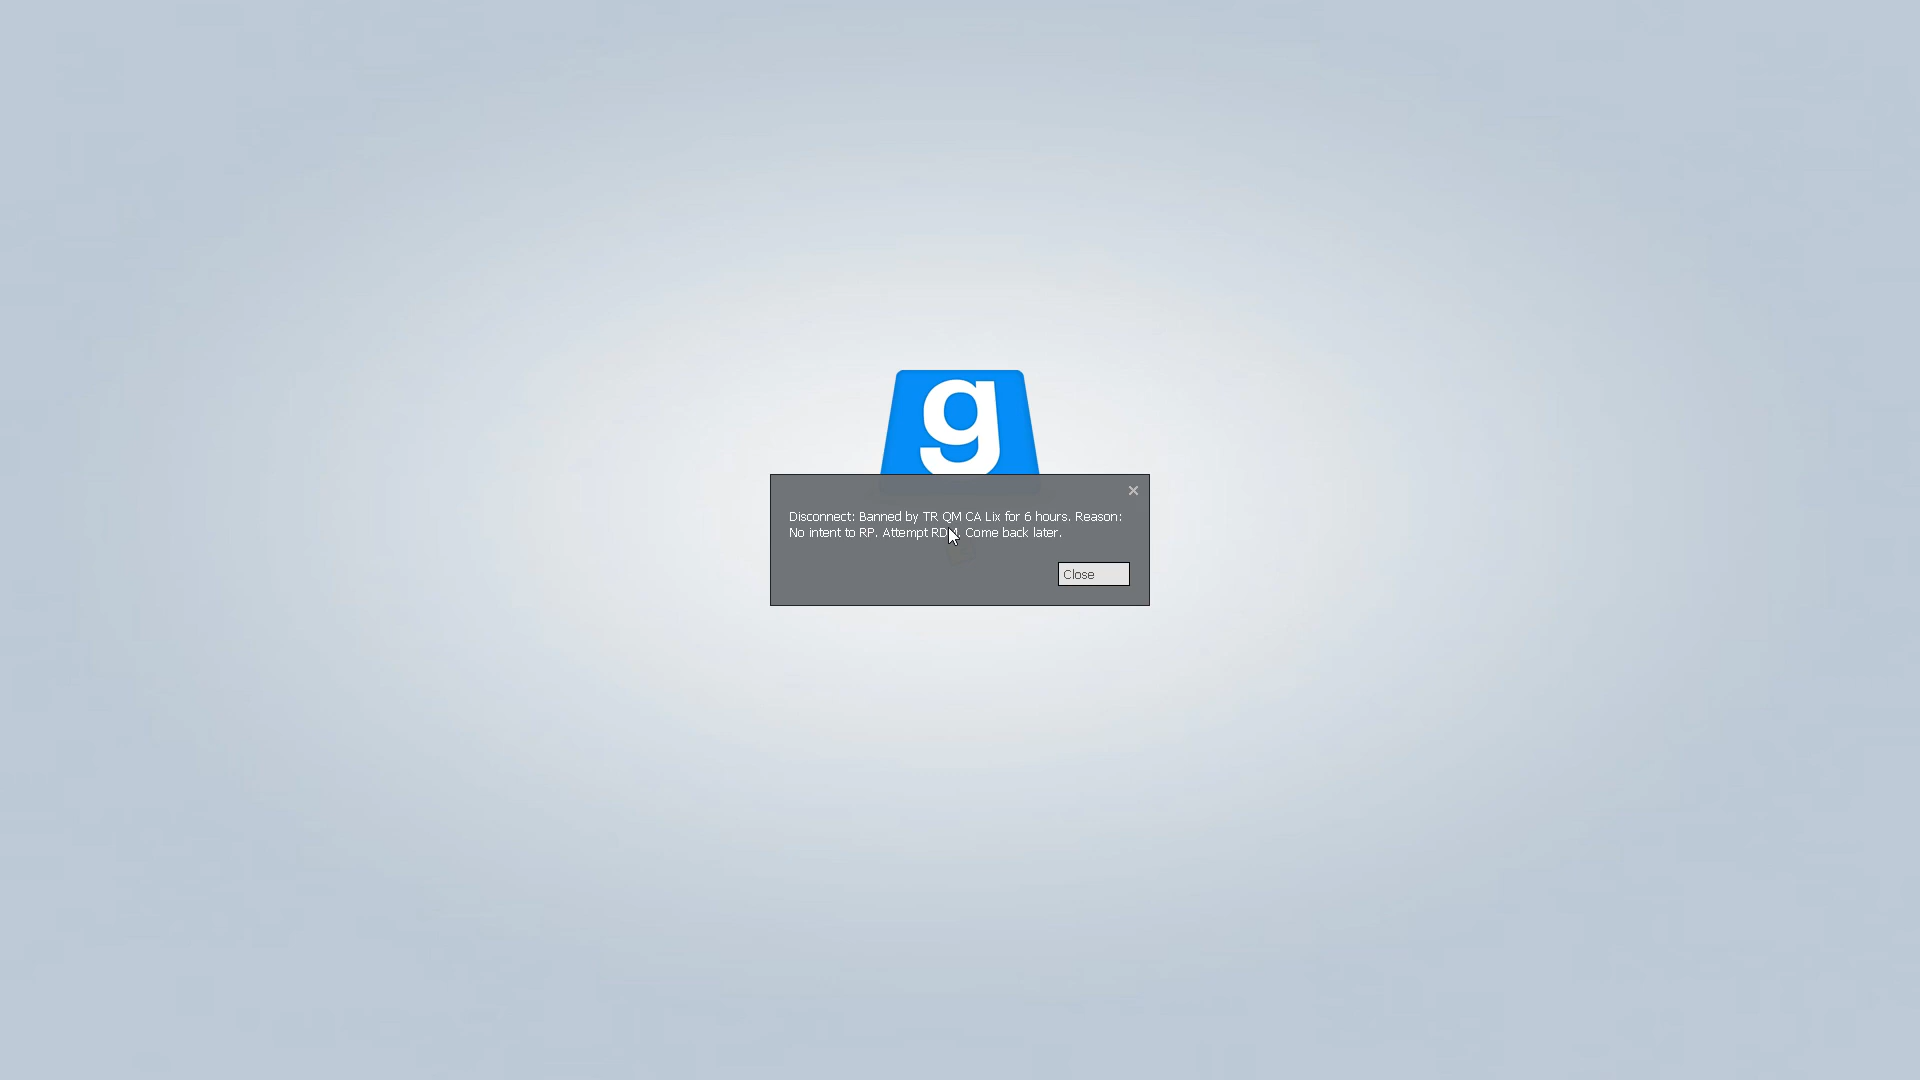 g
Disconnect: Banned by TR QM CA Lix for 6 hours. Reason:
No intent to RP. Attempt RDM. Come back later.
Close